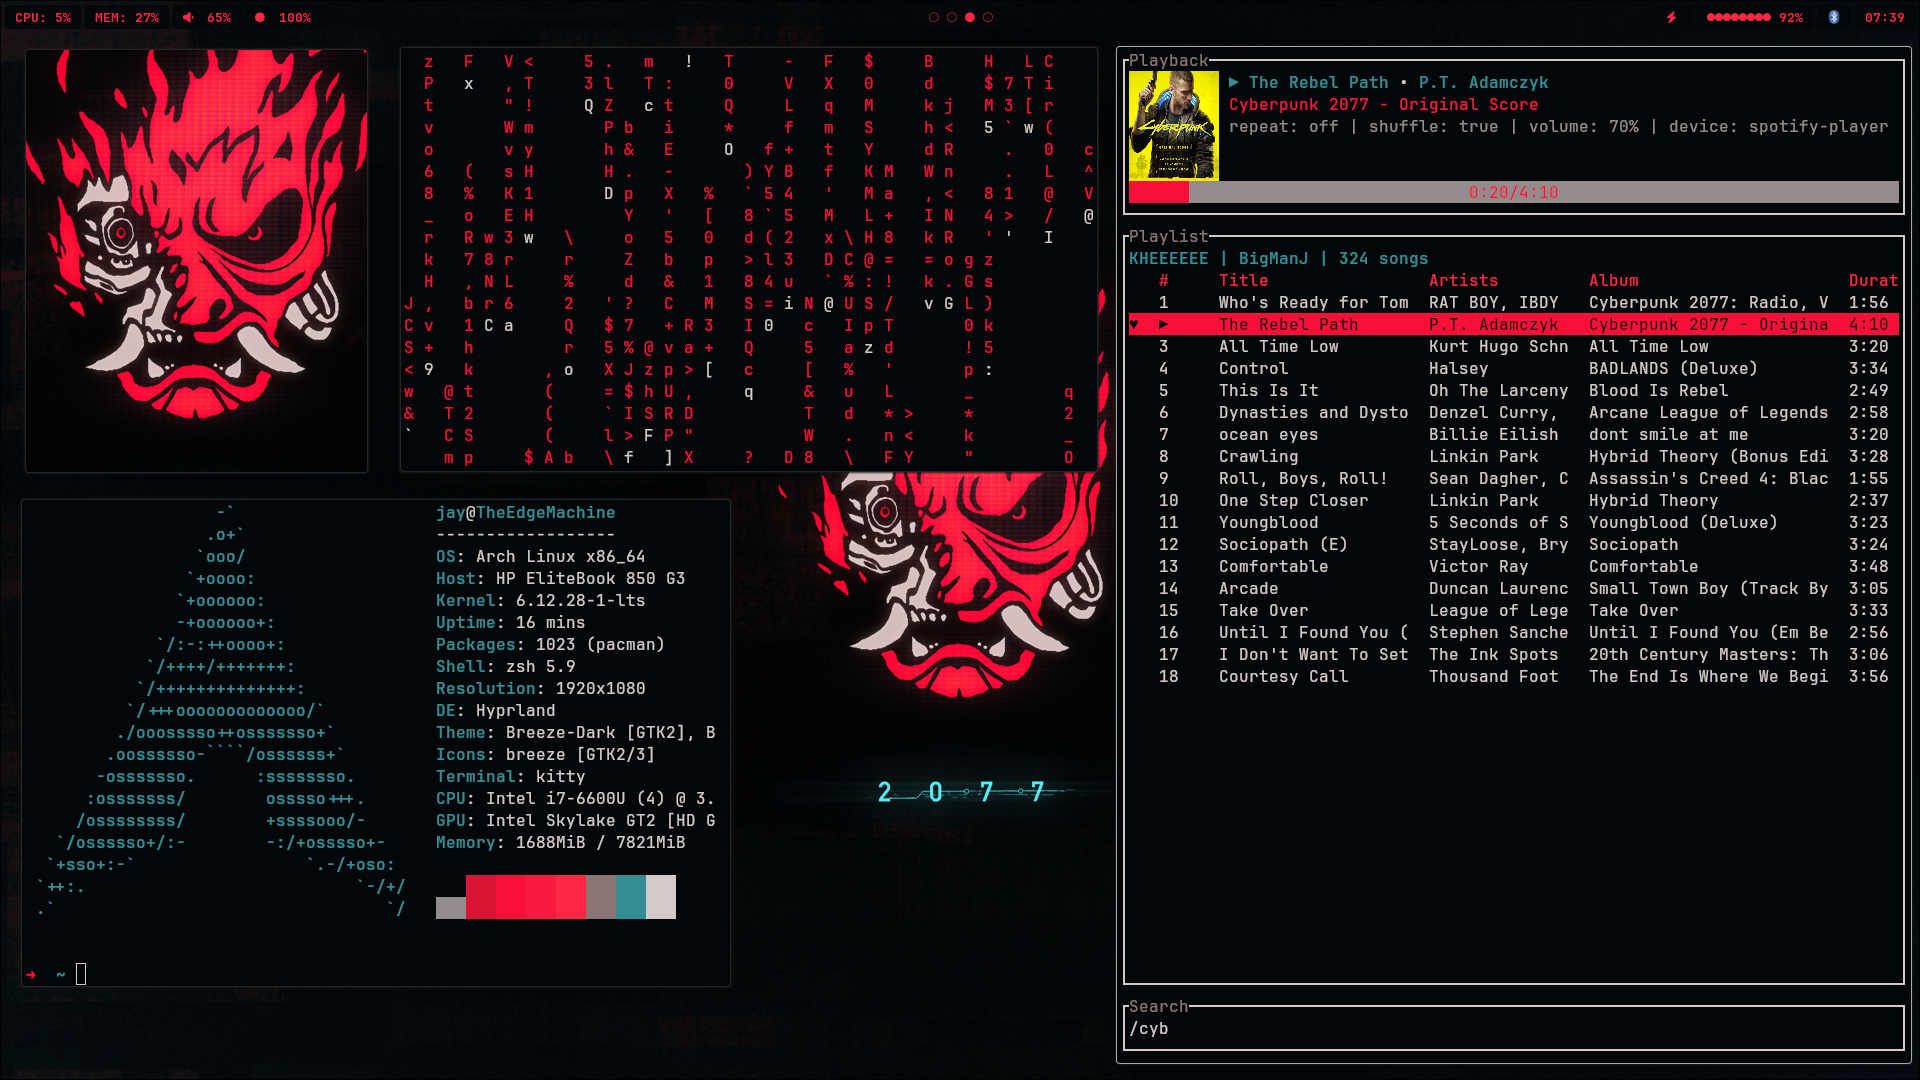 CPU: 5% MEM: 27% 65% 100% 92% 07:39
Playback
▶ The Rebel Path • P.T. Adamczyk
Cyberpunk 2077 - Original Score
repeat: off | shuffle: true | volume: 70% | device: spotify-player
0:20/4:10
Playlist
KHEEEEEE | BigManJ | 324 songs
# Title Artists Album Durat
1 Who's Ready for Tom RAT BOY, IBDY Cyberpunk 2077: Radio, V 1:56
♥ ▶ The Rebel Path P.T. Adamczyk Cyberpunk 2077 - Origina 4:10
3 All Time Low Kurt Hugo Schn All Time Low 3:20
4 Control Halsey BADLANDS (Deluxe) 3:34
5 This Is It Oh The Larceny Blood Is Rebel 2:49
6 Dynasties and Dysto Denzel Curry, Arcane League of Legends 2:58
7 ocean eyes Billie Eilish dont smile at me 3:20
8 Crawling Linkin Park Hybrid Theory (Bonus Edi 3:28
9 Roll, Boys, Roll! Sean Dagher, C Assassin's Creed 4: Blac 1:55
10 One Step Closer Linkin Park Hybrid Theory 2:37
11 Youngblood 5 Seconds of S Youngblood (Deluxe) 3:23
12 Sociopath (E) StayLoose, Bry Sociopath 3:24
13 Comfortable Victor Ray Comfortable 3:48
14 Arcade Duncan Laurenc Small Town Boy (Track By 3:05
15 Take Over League of Lege Take Over 3:33
16 Until I Found You ( Stephen Sanche Until I Found You (Em Be 2:56
17 I Don't Want To Set The Ink Spots 20th Century Masters: Th 3:06
18 Courtesy Call Thousand Foot The End Is Where We Begi 3:56
Search
/cyb
jay@TheEdgeMachine
------------------
OS: Arch Linux x86_64
Host: HP EliteBook 850 G3
Kernel: 6.12.28-1-lts
Uptime: 16 mins
Packages: 1023 (pacman)
Shell: zsh 5.9
Resolution: 1920x1080
DE: Hyprland
Theme: Breeze-Dark [GTK2], B
Icons: breeze [GTK2/3]
Terminal: kitty
CPU: Intel i7-6600U (4) @ 3.
GPU: Intel Skylake GT2 [HD G
Memory: 1688MiB / 7821MiB
➜ ~
2077